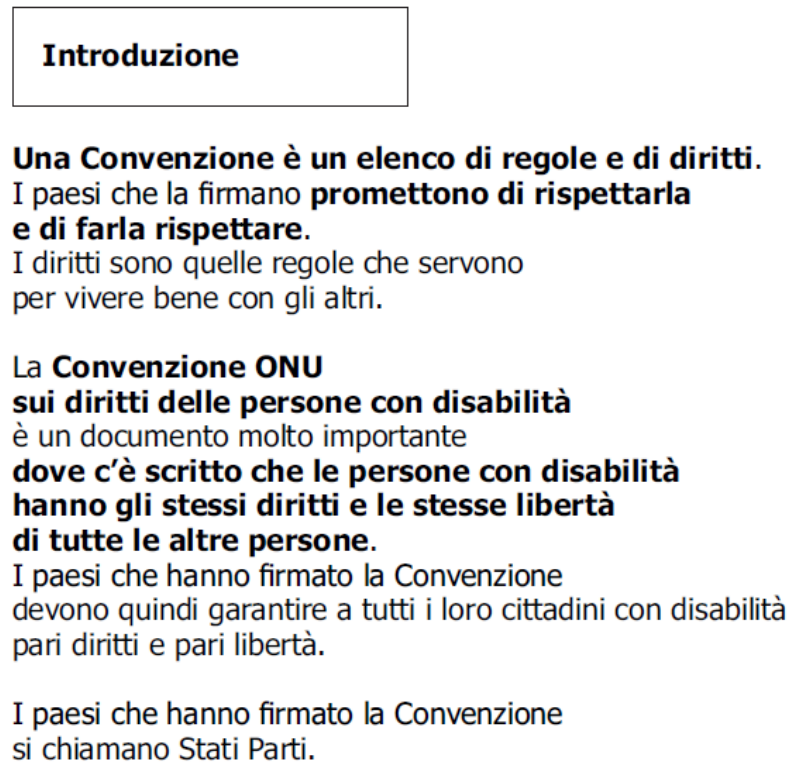 Introduzione
Una Convenzione è un elenco di regole e di diritti.
I paesi che la firmano promettono di rispettarla
e di farla rispettare.
I diritti sono quelle regole che servono
per vivere bene con gli altri.
La Convenzione ONU
sui diritti delle persone con disabilità
è un documento molto importante
dove c’è scritto che le persone con disabilità
hanno gli stessi diritti e le stesse libertà
di tutte le altre persone.
I paesi che hanno firmato la Convenzione
devono quindi garantire a tutti i loro cittadini con disabilità
pari diritti e pari libertà.
I paesi che hanno firmato la Convenzione
si chiamano Stati Parti.